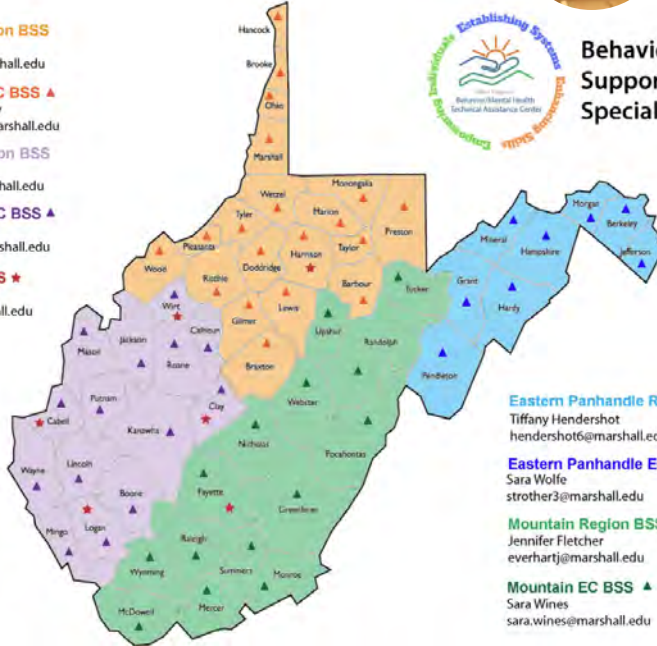 on BSS
hall.edu
C BSS
arshall.edu
on BSS
hall.edu
C BSS
rshall.edu
S
ll.edu
Empowering Individuals
Establishing Systems
Enhancing Skills
Behavior/Mental Health
Technical Assistance Center
Behavio
Suppor
Special
Hancock
Brooke
Ohio
Marshall
Wetzel
Monongalia
Marion
Tyler
Preston
Pleasants
Taylor
Harrison
Wood
Doddridge
Ritchie
Barbour
Lewis
Gilmer
Braxton
Morgan
Berkeley
Mineral
Hampshire
Jefferson
Grant
Hardy
Pendleton
Tucker
Upshur
Randolph
Webster
Nicholas
Pocahontas
Fayette
Greenbrier
Raleigh
Summers
Wyoming
Monroe
Mercer
McDowell
Wirt
Calhoun
Jackson
Mason
Roane
Putnam
Clay
Cabell
Kanawha
Wayne
Lincoln
Boone
Mingo
Logan
Eastern Panhandle R
Tiffany Hendershot
hendershot6@marshall.ed
Eastern Panhandle E
Sara Wolfe
strother3@marshall.edu
Mountain Region BSS
Jennifer Fletcher
everhartj@marshall.edu
Mountain EC BSS
Sara Wines
sara.wines@marshall.edu